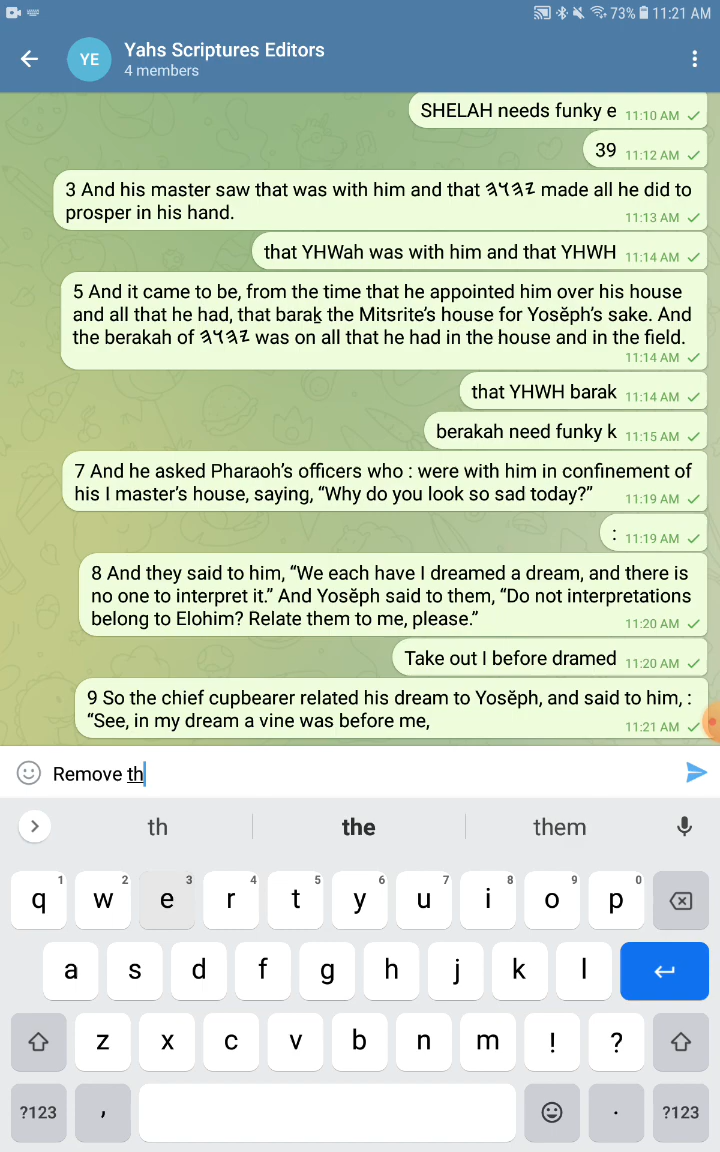 73% 11:21 AM
YE
Yahs Scriptures Editors
4 members
SHELAH needs funky e 11:10 AM
39 11:12 AM
3 And his master saw that was with him and that 𐤄𐤅𐤄𐤉 made all he did to
prosper in his hand.
11:13 AM
that YHWah was with him and that YHWH 11:14 AM
5 And it came to be, from the time that he appointed him over his house
and all that he had, that baraḵ the Mitsrite’s house for Yosĕph’s sake. And
the berakah of 𐤄𐤅𐤄𐤉 was on all that he had in the house and in the field.
11:14 AM
that YHWH barak 11:14 AM
berakah need funky k 11:15 AM
7 And he asked Pharaoh’s officers who : were with him in confinement of
his I master’s house, saying, “Why do you look so sad today?” 11:19 AM
: 11:19 AM
8 And they said to him, “We each have I dreamed a dream, and there is
no one to interpret it.” And Yosĕph said to them, “Do not interpretations
belong to Elohim? Relate them to me, please.” 11:20 AM
Take out I before dramed 11:20 AM
9 So the chief cupbearer related his dream to Yosĕph, and said to him, :
“See, in my dream a vine was before me, 11:21 AM
Remove th
th the them
1 2 3 4 5 6 7 8 9 0
q w e r t y u i o p
a s d f g h j k l
z x c v b n m ! ?
?123 , . ?123